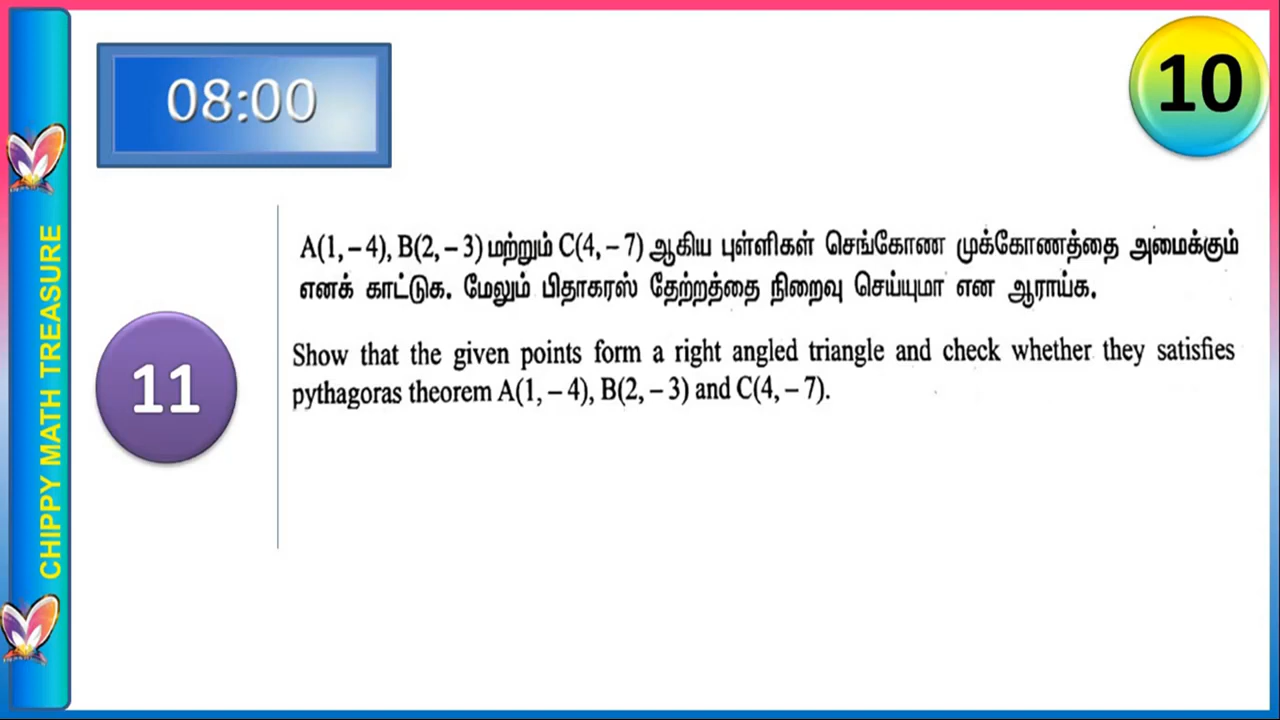 08:00
10
A(1, – 4), B(2, – 3) மற்றும் C(4, – 7) ஆகிய புள்ளிகள் செங்கோண முக்கோணத்தை அமைக்கும்
எனக் காட்டுக. மேலும் பிதாகரஸ் தேற்றத்தை நிறைவு செய்யுமா என ஆராய்க.
11
Show that the given points form a right angled triangle and check whether they satisfies
pythagoras theorem A(1, – 4), B(2, – 3) and C(4, – 7).
CHIPPY MATH TREASURE